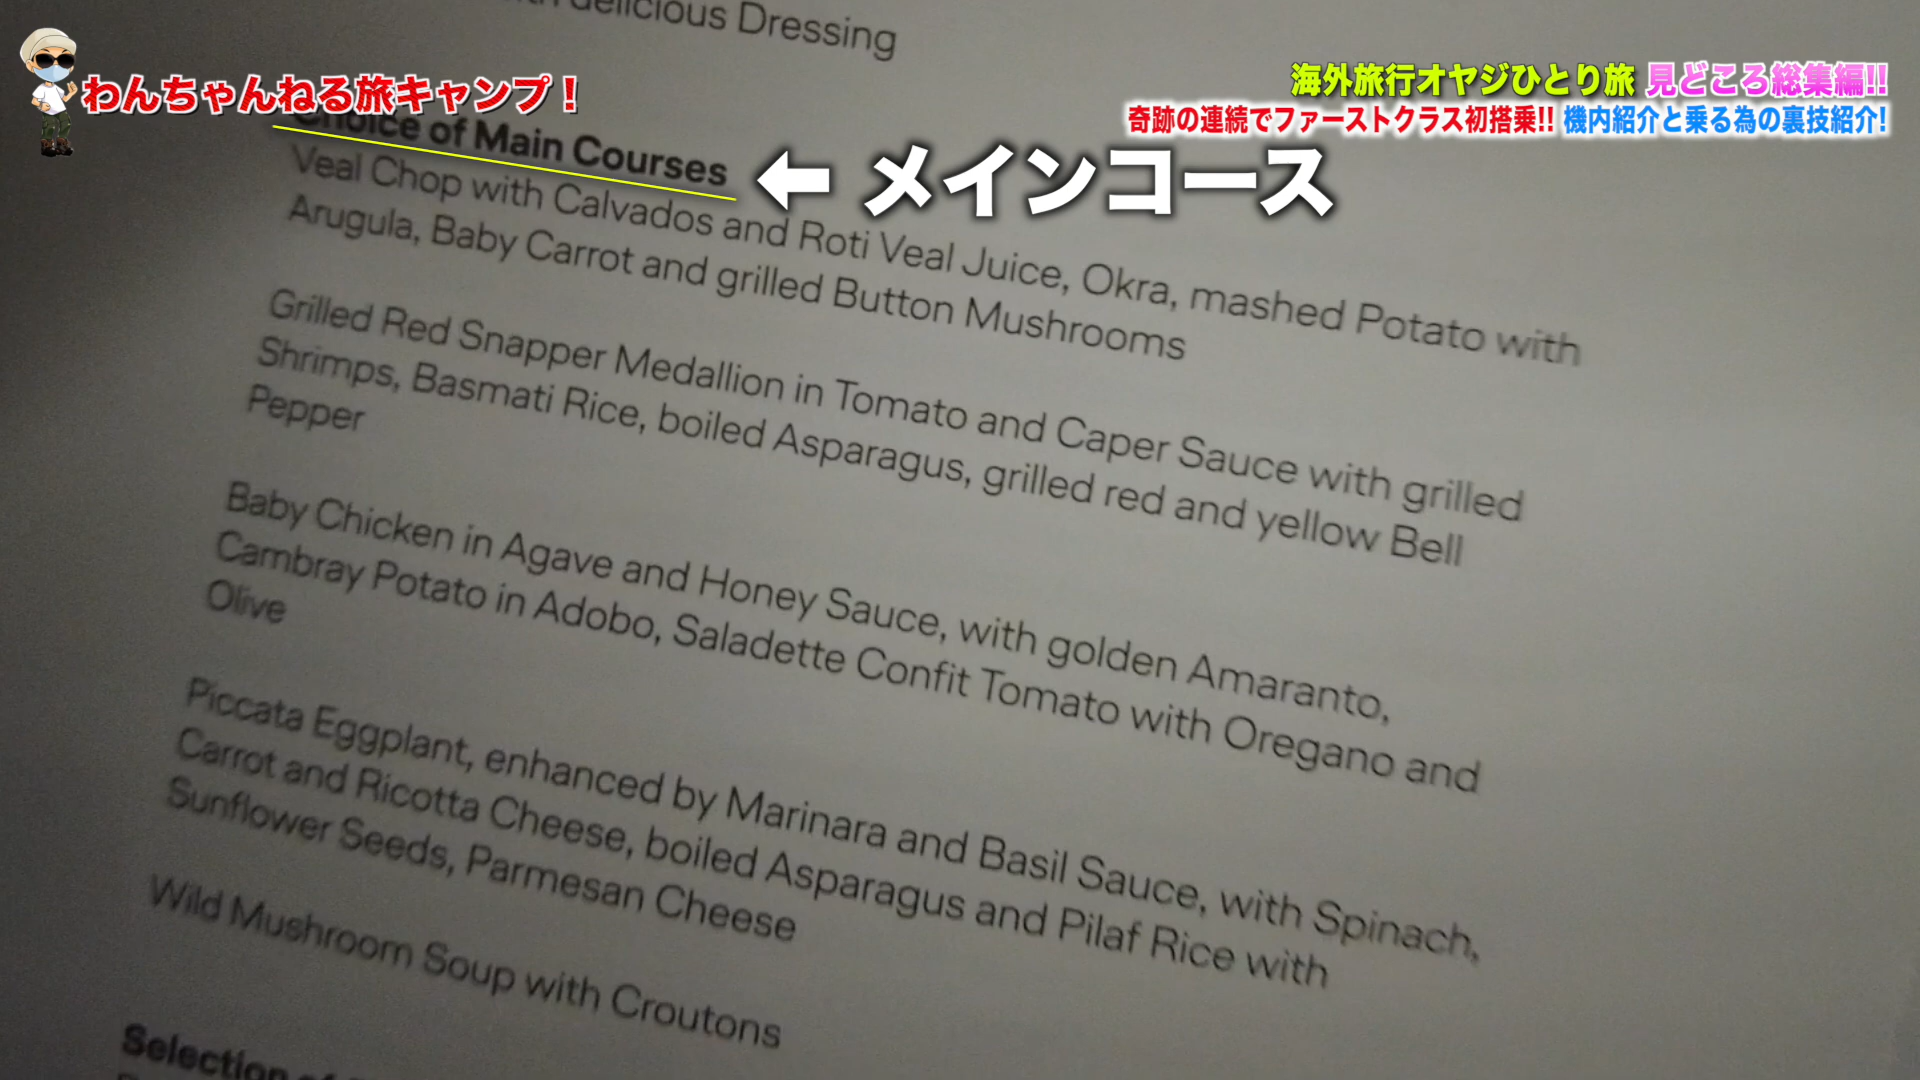 delicious Dressing
わんちゃんねる旅キャンプ！
海外旅行オヤジひとり旅 見どころ総集編!!
奇跡の連続でファーストクラス初搭乗!! 機内紹介と乗る為の裏技紹介!
Choice of Main Courses
← メインコース
Veal Chop with Calvados and Roti Veal Juice, Okra, mashed Potato with
Arugula, Baby Carrot and grilled Button Mushrooms
Grilled Red Snapper Medallion in Tomato and Caper Sauce with grilled
Shrimps, Basmati Rice, boiled Asparagus, grilled red and yellow Bell
Pepper
Baby Chicken in Agave and Honey Sauce, with golden Amaranto,
Cambray Potato in Adobo, Saladette Confit Tomato with Oregano and
Olive
Piccata Eggplant, enhanced by Marinara and Basil Sauce, with Spinach,
Carrot and Ricotta Cheese, boiled Asparagus and Pilaf Rice with
Sunflower Seeds, Parmesan Cheese
Wild Mushroom Soup with Croutons
Selection